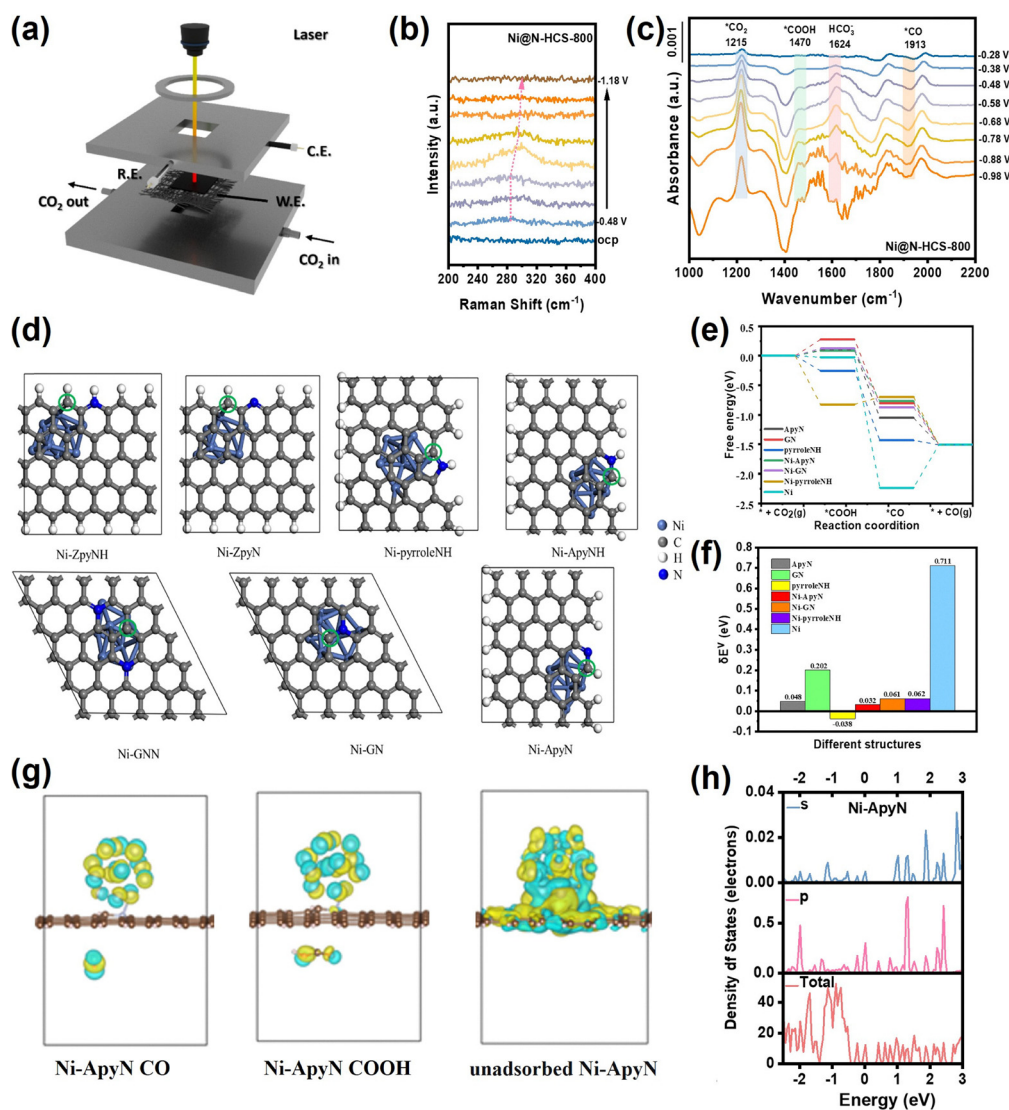 (a)
Laser
C.E.
R.E.
W.E.
CO2 out
CO2 in
(b)
Ni@N-HCS-800
-1.18 V
-0.48 V
ocp
Intensity (a.u.)
200 240 280 320 360 400
Raman Shift (cm-1)
(c)
0.001
*CO2
1215
*COOH
1470
HCO3-
1624
*CO
1913
-0.28 V
-0.38 V
-0.48 V
-0.58 V
-0.68 V
-0.78 V
-0.88 V
-0.98 V
Absorbance (a.u.)
Ni@N-HCS-800
1000 1200 1400 1600 1800 2000 2200
Wavenumber (cm-1)
(d)
Ni-ZpyNH
Ni-ZpyN
Ni-pyrroleNH
Ni-ApyNH
Ni
C
H
N
Ni-GNN
Ni-GN
Ni-ApyN
(e)
Free energy(eV)
0.5
0.0
-0.5
-1.0
-1.5
-2.0
-2.5
ApyN
GN
pyrroleNH
Ni-ApyN
Ni-GN
Ni-pyrroleNH
Ni
* + CO2(g) *COOH *CO * + CO(g)
Reaction coordition
(f)
δEV (eV)
0.8
0.7
0.6
0.5
0.4
0.3
0.2
0.1
0.0
-0.1
ApyN
GN
pyrroleNH
Ni-ApyN
Ni-GN
Ni-pyrroleNH
Ni
0.048
0.202
-0.038
0.032
0.061
0.062
0.711
Different structures
(g)
Ni-ApyN CO
Ni-ApyN COOH
unadsorbed Ni-ApyN
(h)
-2 -1 0 1 2 3
Ni-ApyN
s
0.04
0.02
0.00
p
0.5
0.0
Total
40
20
0
Density df States (electrons)
-2 -1 0 1 2 3
Energy (eV)